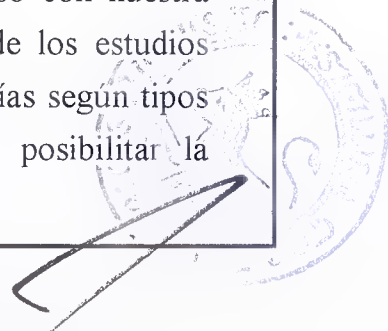 con nuestra
de los estudios
ías según tipos
posibilitar la